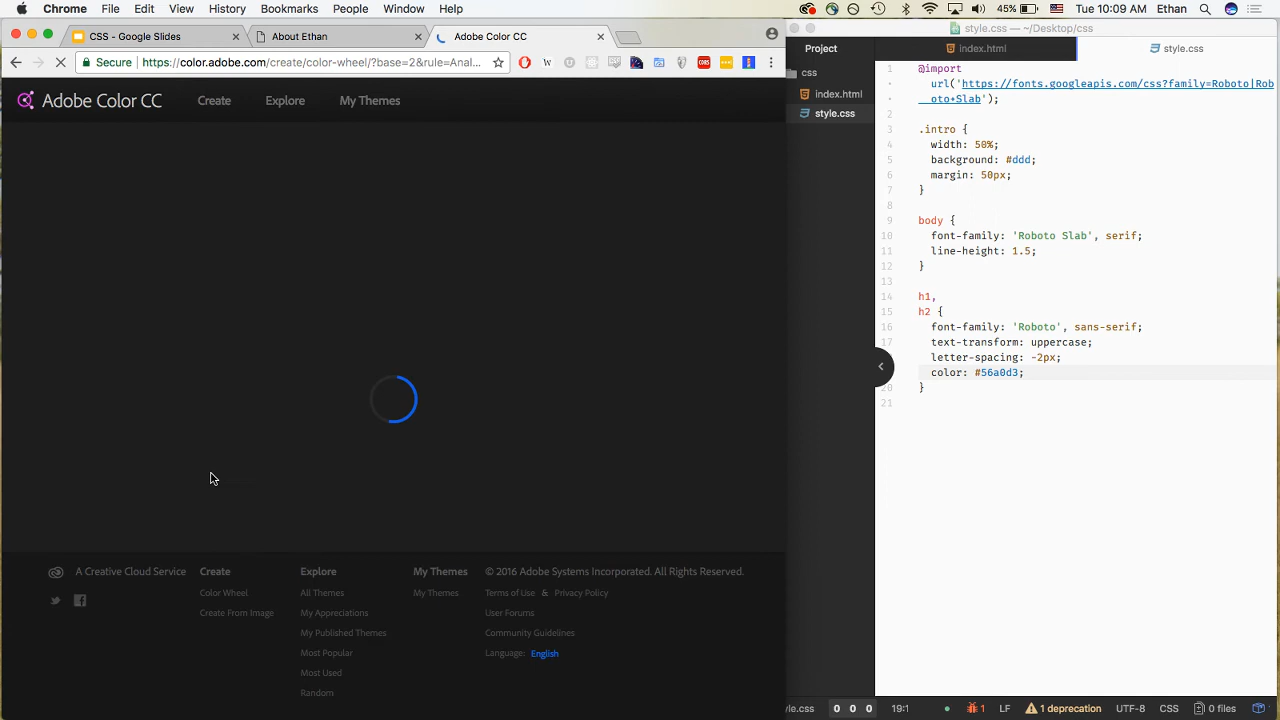 Chrome File Edit View History Bookmarks People Window Help
45% Tue 10:09 AM Ethan
Google Slides
About Ethan
Adobe Color CC
Secure https://color.adobe.com/create/color-wheel/?base=2&rule=Anal...
Adobe Color CC Create Explore My Themes
A Creative Cloud Service
Create
Color Wheel
Create From Image
Explore
All Themes
My Appreciations
My Published Themes
Most Popular
Most Used
Random
My Themes
My Themes
© 2016 Adobe Systems Incorporated. All Rights Reserved.
Terms of Use & Privacy Policy
User Forums
Community Guidelines
Language: English
style.css — ~/Desktop/css
Project
css
index.html
style.css
index.html
style.css
1 @import
• url('https://fonts.googleapis.com/css?family=Roboto|Rob
• oto+Slab');
2
3 .intro {
4 width: 50%;
5 background: #ddd;
6 margin: 50px;
7 }
8
9 body {
10 font-family: 'Roboto Slab', serif;
11 line-height: 1.5;
12 }
13
14 h1,
15 h2 {
16 font-family: 'Roboto', sans-serif;
17 text-transform: uppercase;
18 letter-spacing: -2px;
color: #56a0d3;
20 }
21
yle.css 0 0 0 19:1 1 LF 1 deprecation UTF-8 CSS 0 files